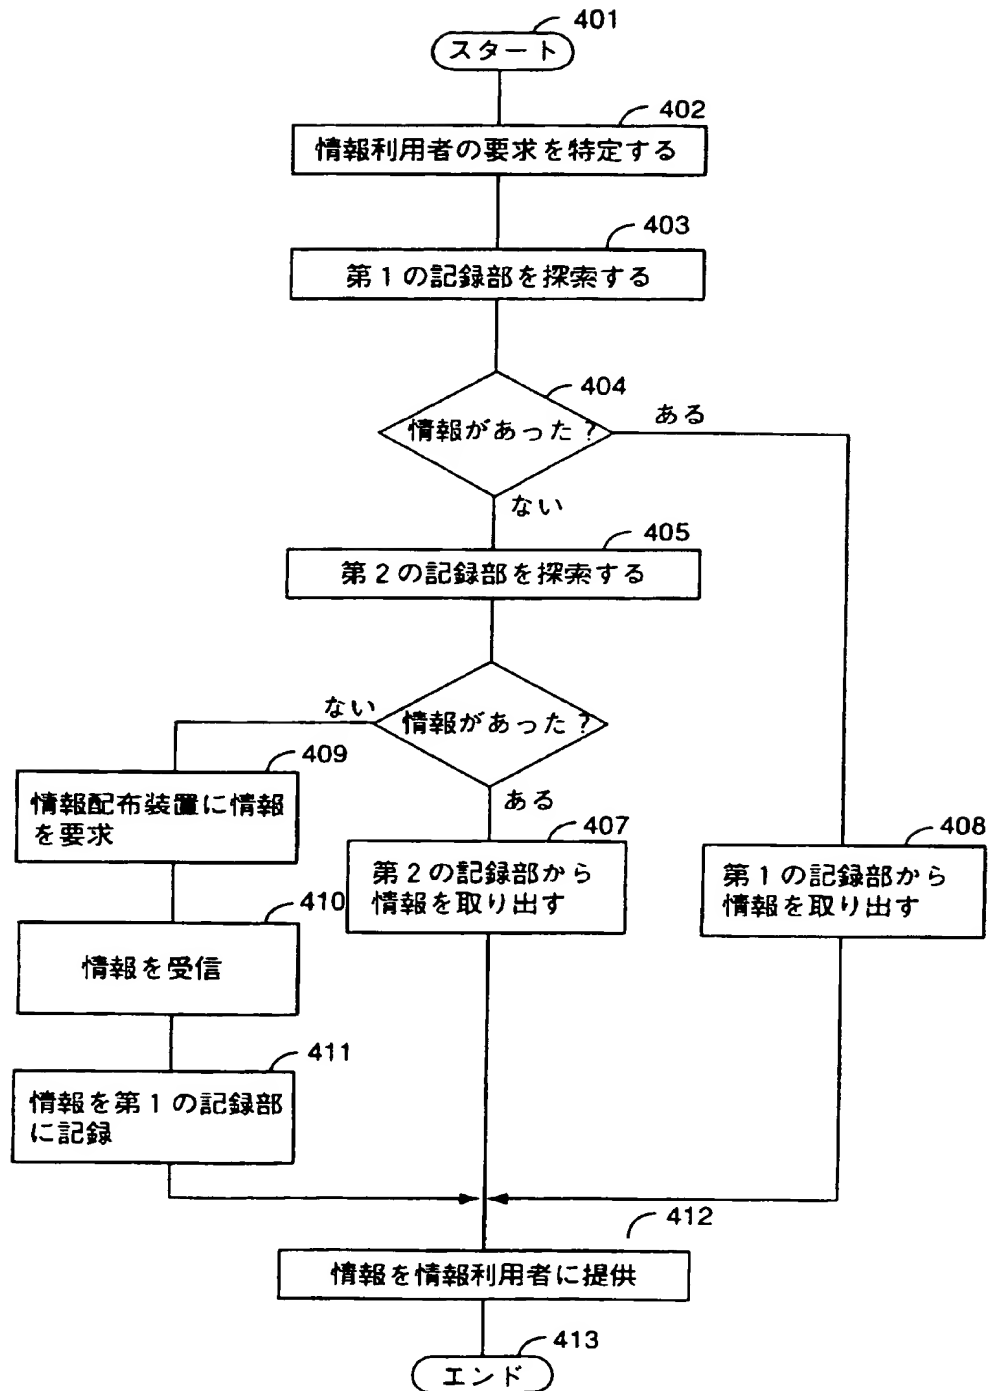 401
スタート
402
情報利用者の要求を特定する
403
第1の記録部を探索する
404
情報があった？
ある
ない
405
第2の記録部を探索する
情報があった？
ない
ある
409
情報配布装置に情報
を要求
407
第2の記録部から
情報を取り出す
408
第1の記録部から
情報を取り出す
410
情報を受信
411
情報を第1の記録部
に記録
412
情報を情報利用者に提供
413
エンド